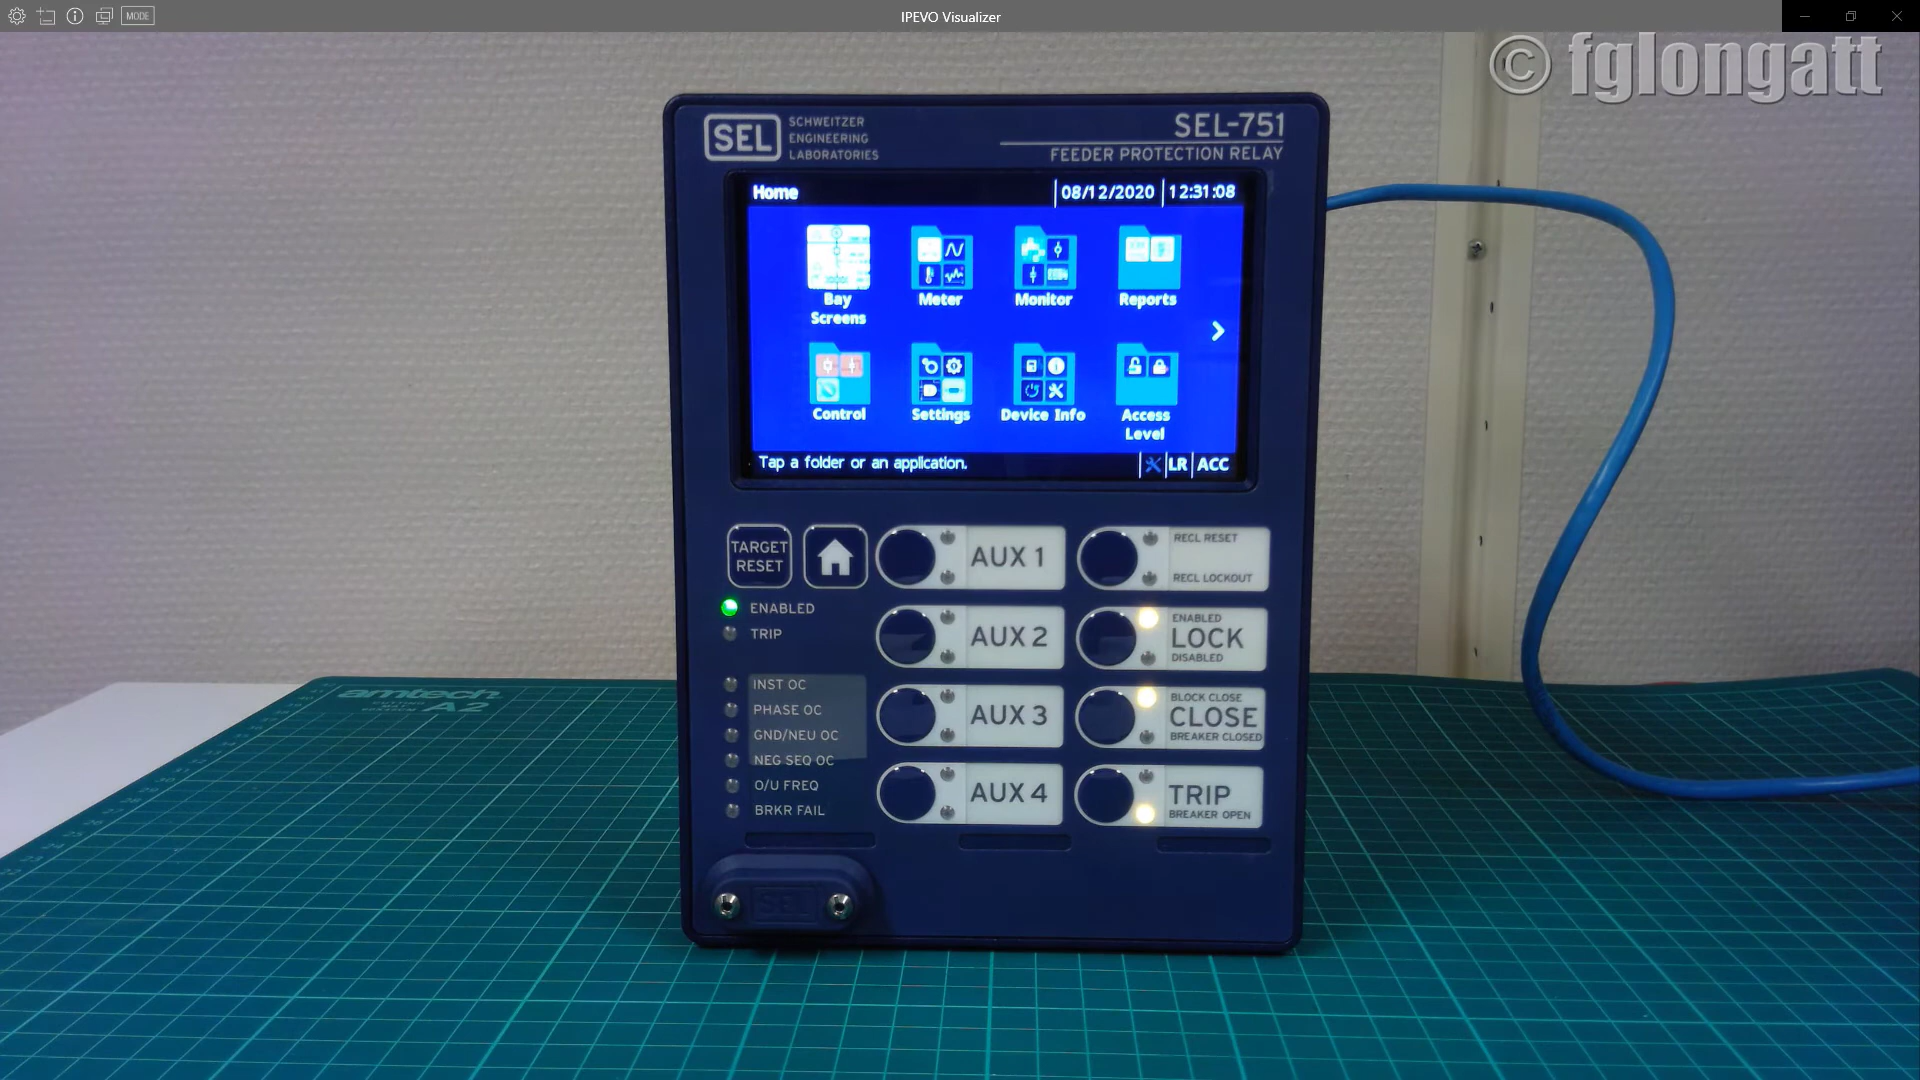 MODE
IPEVO Visualizer
© fglongatt
SEL
SCHWEITZER
ENGINEERING
LABORATORIES
SEL-751
FEEDER PROTECTION RELAY
Home
08/12/2020
12:31:08
Bay
Screens
Meter
Monitor
Reports
Control
Settings
Device Info
Access
Level
Tap a folder or an application.
LR
ACC
TARGET
RESET
ENABLED
TRIP
INST OC
PHASE OC
GND/NEU OC
NEG SEQ OC
O/U FREQ
BRKR FAIL
AUX 1
AUX 2
AUX 3
AUX 4
RECL RESET
RECL LOCKOUT
ENABLED
LOCK
DISABLED
BLOCK CLOSE
CLOSE
BREAKER CLOSED
TRIP
BREAKER OPEN
SEL
amtech
A2